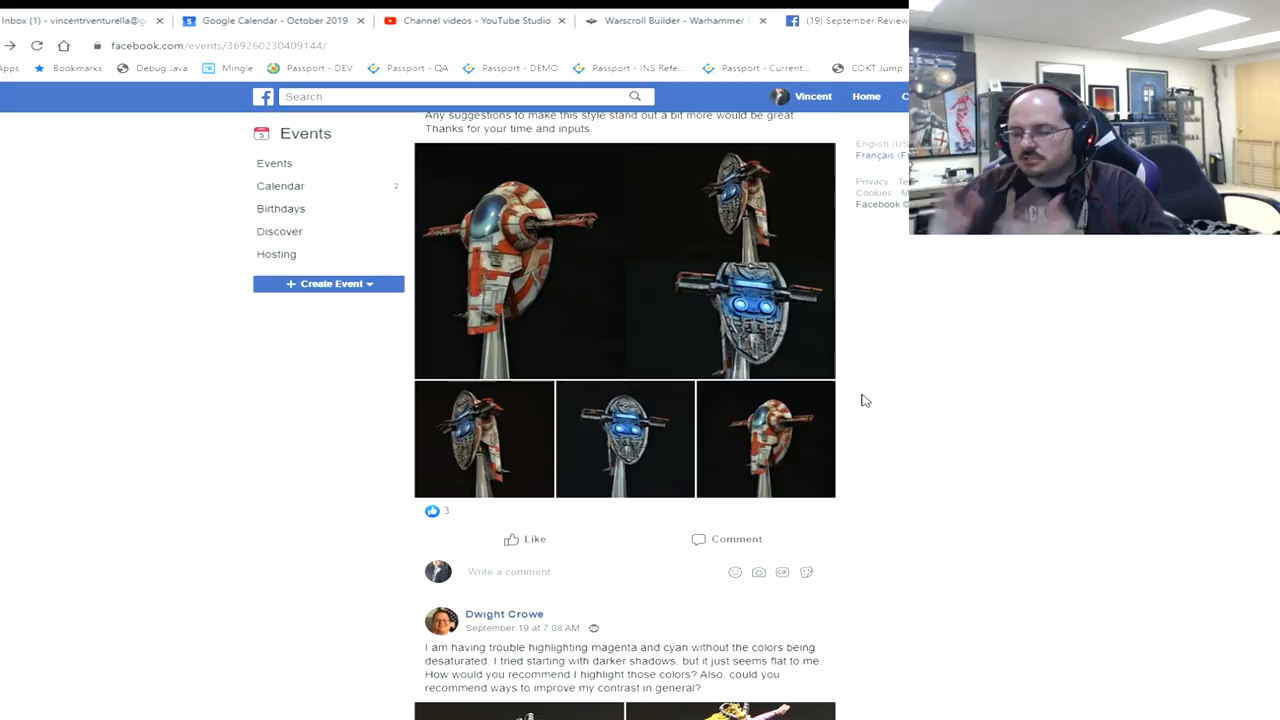 Inbox (1) - vincentrventurella@g
Google Calendar - October 2019
Channel videos - YouTube Studio
Warscroll Builder - Warhammer
(19) September Review
facebook.com/events/369260230409144/
Apps
Bookmarks
Debug Java
Mingle
Passport - DEV
Passport - QA
Passport - DEMO
Passport - INS Refe...
Passport - Current...
COKT Jump
Search
Vincent
Home
Events
Events
Calendar
2
Birthdays
Discover
Hosting
+ Create Event
Any suggestions to make this style stand out a bit more would be great
Thanks for your time and inputs
English (US
Français (F
Privacy
Te
Cookies
M
Facebook ©
3
Like
Comment
Write a comment
GIF
Dwight Crowe
September 19 at 7 08 AM
I am having trouble highlighting magenta and cyan without the colors being
desaturated. I tried starting with darker shadows. but it just seems flat to me.
How would you recommend I highlight those colors? Also, could you
recommend ways to improve my contrast in general?